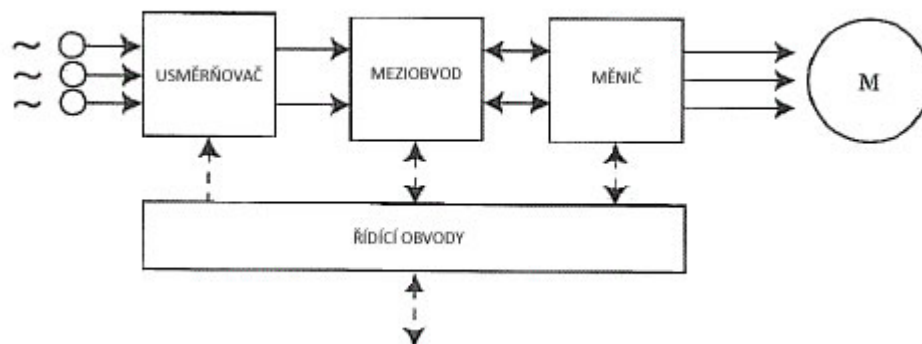 ~
~
~
USMĚRŇOVAČ
MEZIOBVOD
MĚNIČ
M
ŘÍDÍCÍ OBVODY